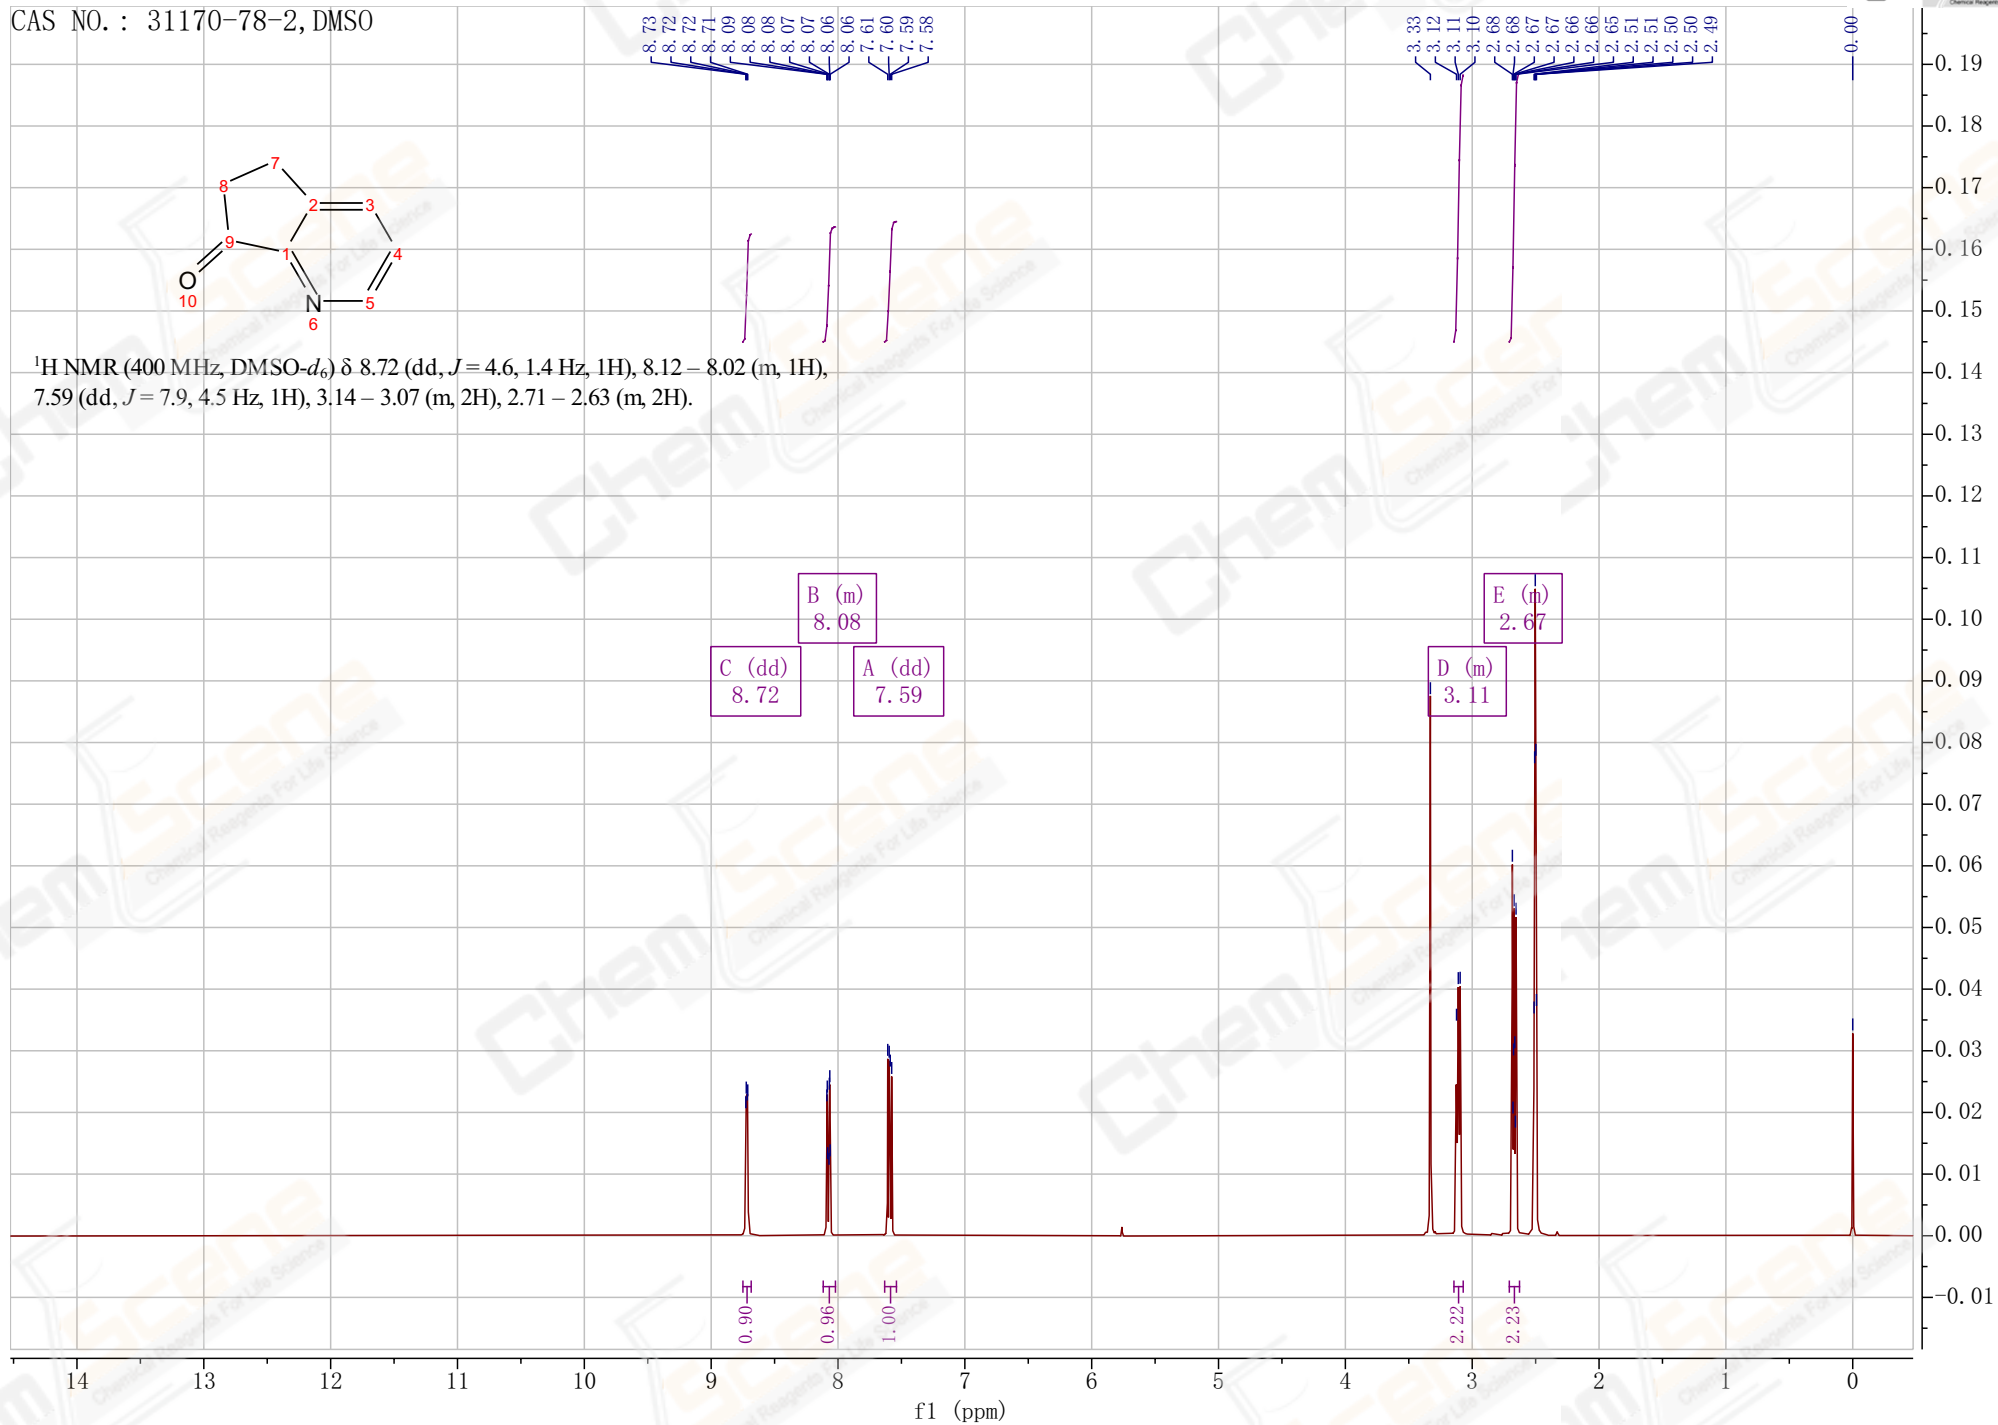 CAS NO.: 31170-78-2, DMSO
8.73 8.72 8.72 8.71 8.09 8.08 8.08 8.07 8.07 8.06 8.06 7.61 7.60 7.59 7.58
3.33 3.12 3.11 3.10 2.68 2.68 2.67 2.67 2.66 2.66 2.65 2.51 2.51 2.50 2.50 2.49
0.00
7
8
2
3
9
1
4
O
10
N
5
6
¹H NMR (400 MHz, DMSO-d₆) δ 8.72 (dd, J = 4.6, 1.4 Hz, 1H), 8.12 – 8.02 (m, 1H),
7.59 (dd, J = 7.9, 4.5 Hz, 1H), 3.14 – 3.07 (m, 2H), 2.71 – 2.63 (m, 2H).
B (m)
8.08
E (m)
2.67
C (dd)
8.72
A (dd)
7.59
D (m)
3.11
0.19
0.18
0.17
0.16
0.15
0.14
0.13
0.12
0.11
0.10
0.09
0.08
0.07
0.06
0.05
0.04
0.03
0.02
0.01
0.00
-0.01
0.90 0.96 1.00 2.22 2.23
14 13 12 11 10 9 8 7 6 5 4 3 2 1 0
f1 (ppm)
ChemScene
Chemical Reagents For Life Science